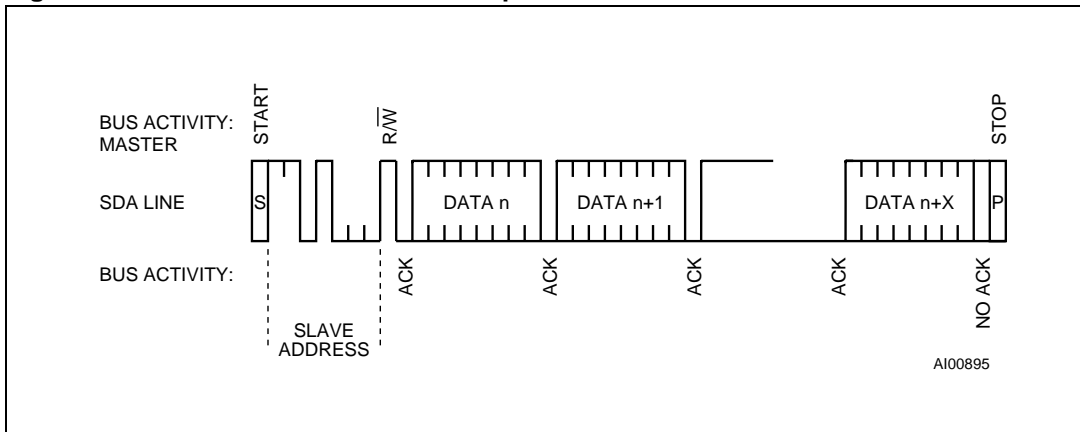 BUS ACTIVITY:
MASTER
START
R/W
STOP
SDA LINE
S
DATA n
DATA n+1
DATA n+X
P
BUS ACTIVITY:
ACK
ACK
ACK
ACK
NO ACK
SLAVE
ADDRESS
AI00895